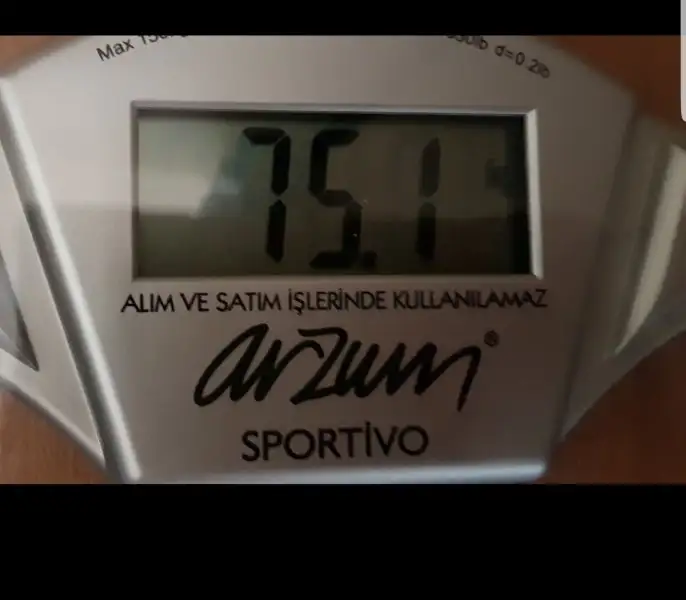 Max
d=0.2lb
75.1
ALIM VE SATIM İŞLERİNDE KULLANILAMAZ
arzum®
SPORTİVO